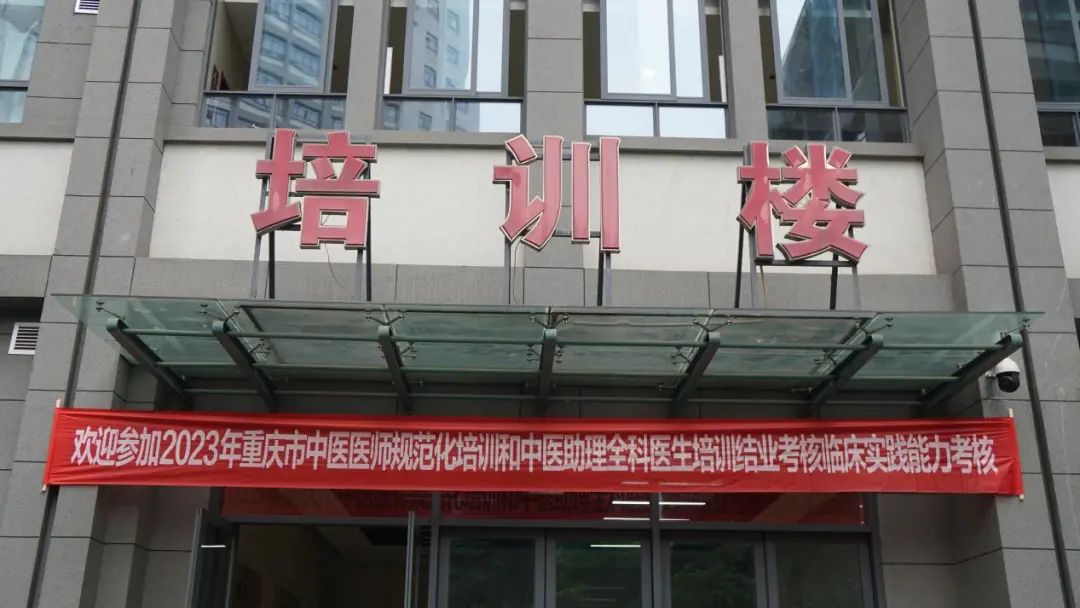 培训楼
欢迎参加2023年重庆市中医医师规范化培训和中医助理全科医生培训结业考核临床实践能力考核